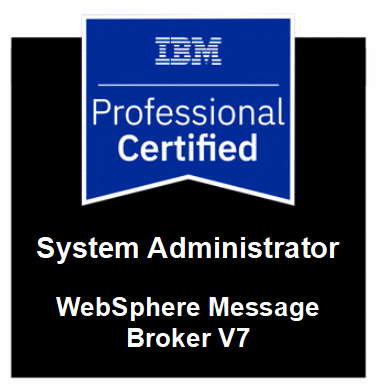 IBM
Professional
Certified
System Administrator
WebSphere Message
Broker V7